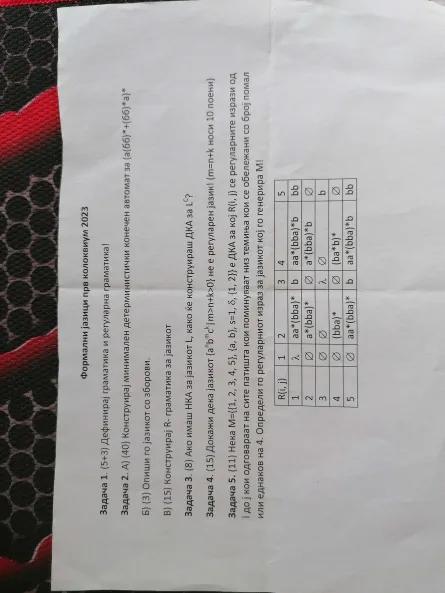 Формални јазици прв колоквиум 2023
Задача 1. (5+3) Дефинирај граматика и регуларна граматика!
Задача 2. А) (40) Конструирај минимален детерминистички конечен автомат за (а(бб)*+(бб)*а)*
Б) (3) Опиши го јазикот со зборови.
В) (15) Конструирај R-граматика за јазикот
Задача 3. (8) Ако имаш НКА за јазикот L, како ќе конструираш ДКА за Lᶜ?
Задача 4. (15) Докажи дека јазикот {aⁿbᵐcᵏ|m>n+k>0} не е регуларен јазик! (m=n+k носи 10 поени)
Задача 5. (11) Нека M=({1, 2, 3, 4, 5}, {a, b}, s=1, δ, {1, 2}) е ДКА за кој R(i, j) се регуларните изрази од
i до j кои одговараат на сите патишта кои поминуваат низ темиња кои се обележани со број помал
или еднаков на 4. Определи го регуларниот израз за јазикот кој го генерира M!
R(i, j) 1 2 3 4 5
1 λ aa*(bba)* b aa*(bba)*b bb
2 ∅ a*(bba)* ∅ a*(bba)*b ∅
3 ∅ ∅ λ ∅ b
4 ∅ (bba)* ∅ (ba*b)* ∅
5 ∅ aa*(bba)* b aa*(bba)*b bb